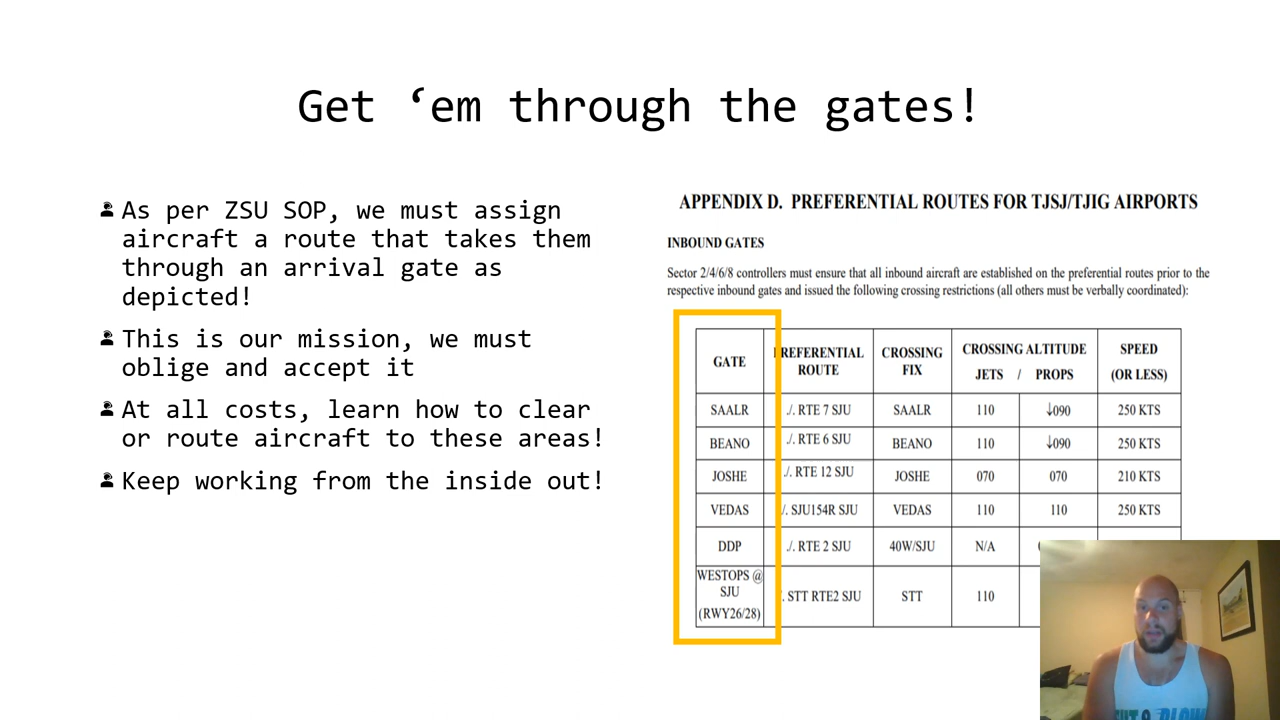 Get ‘em through the gates!
As per ZSU SOP, we must assign
aircraft a route that takes them
through an arrival gate as
depicted!
This is our mission, we must
oblige and accept it
At all costs, learn how to clear
or route aircraft to these areas!
Keep working from the inside out!
APPENDIX D. PREFERENTIAL ROUTES FOR TJSJ/TJIG AIRPORTS
INBOUND GATES
Sector 2/4/6/8 controllers must ensure that all inbound aircraft are established on the preferential routes prior to the
respective inbound gates and issued the following crossing restrictions (all others must be verbally coordinated):
GATE PREFERENTIAL ROUTE CROSSING FIX CROSSING ALTITUDE JETS / PROPS SPEED (OR LESS)
SAALR ./. RTE 7 SJU SAALR 110 ↓090 250 KTS
BEANO ./. RTE 6 SJU BEANO 110 ↓090 250 KTS
JOSHE ./. RTE 12 SJU JOSHE 070 070 210 KTS
VEDAS /. SJU154R SJU VEDAS 110 110 250 KTS
DDP ./. RTE 2 SJU 40W/SJU N/A
WESTOPS @ SJU (RWY26/28) . STT RTE2 SJU STT 110